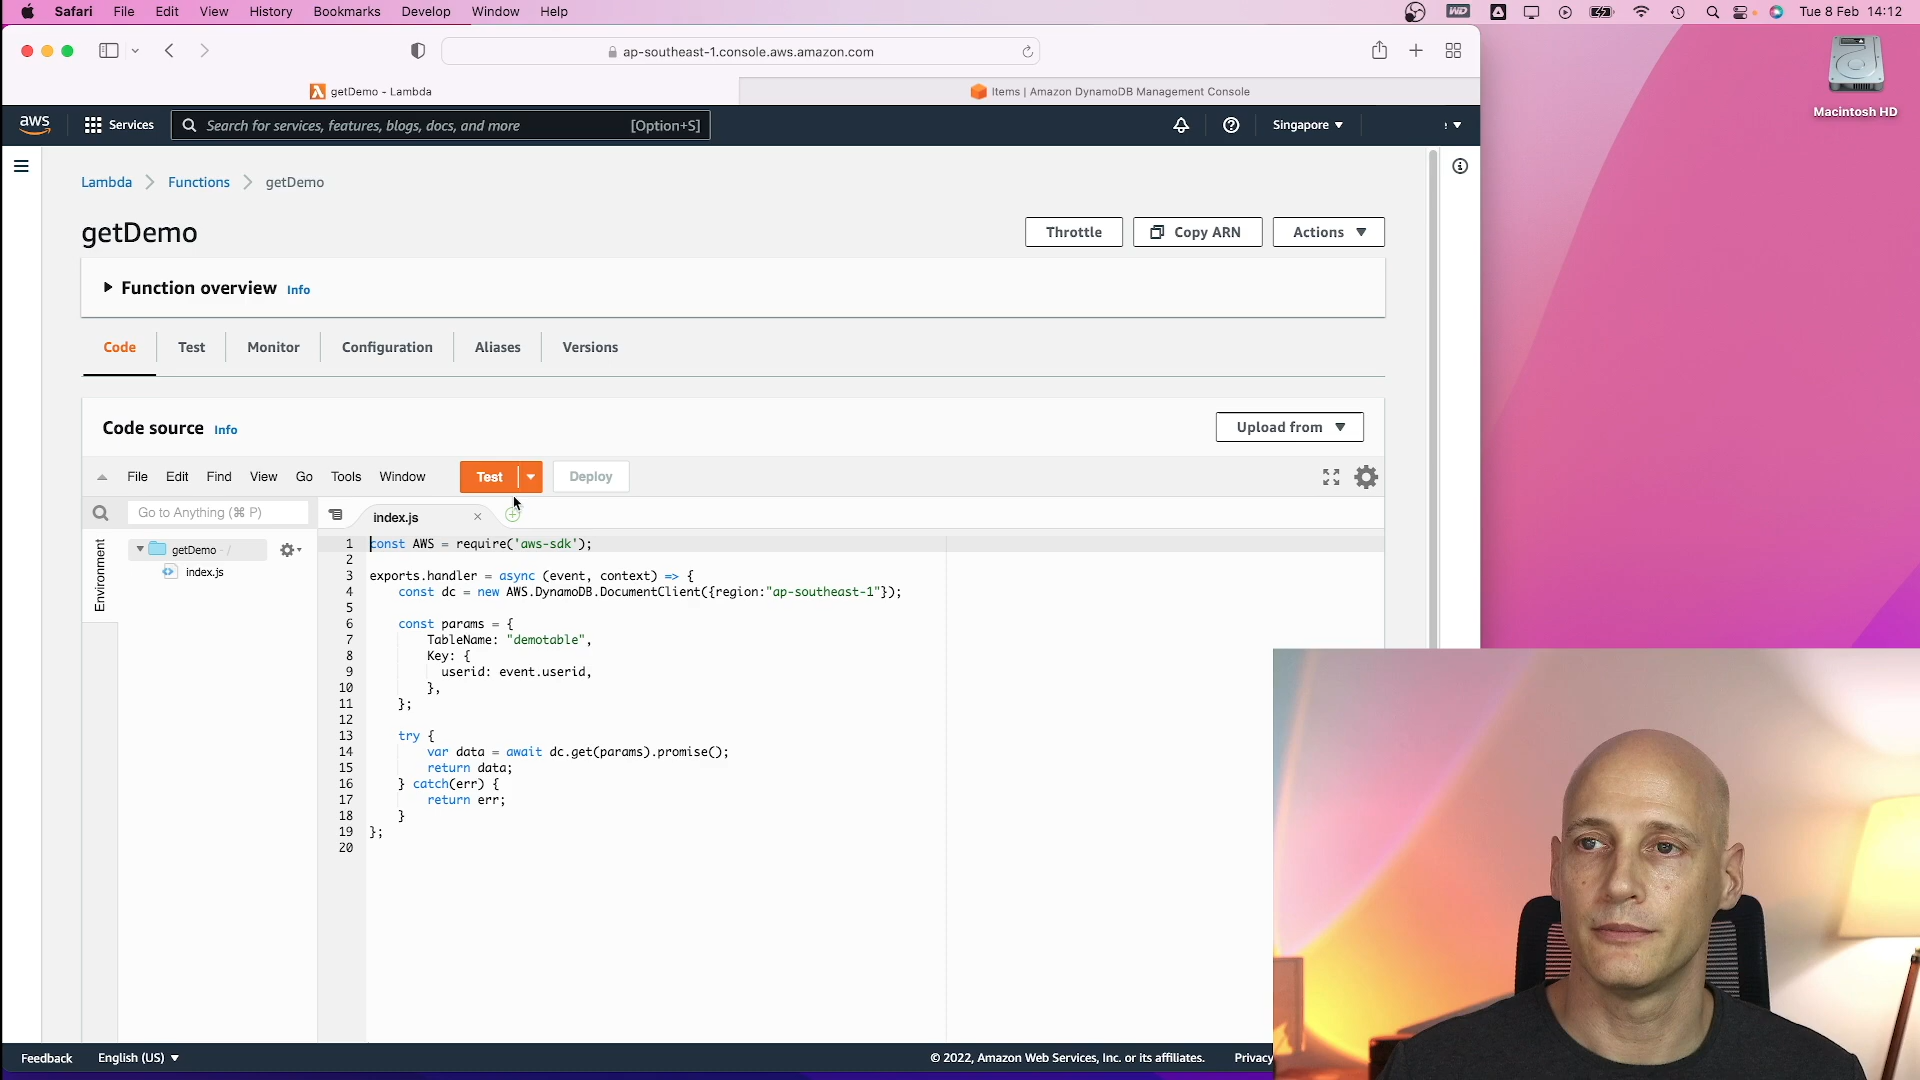 Safari File Edit View History Bookmarks Develop Window Help WD Tue 8 Feb 14:12
ap-southeast-1.console.aws.amazon.com
getDemo - Lambda
Items | Amazon DynamoDB Management Console
Macintosh HD
aws Services Search for services, features, blogs, docs, and more [Option+S] Singapore
Lambda Functions getDemo
getDemo
Throttle Copy ARN Actions
Function overview Info
Code Test Monitor Configuration Aliases Versions
Code source Info
Upload from
File Edit Find View Go Tools Window Test Deploy
Go to Anything (⌘ P)
index.js
Environment
getDemo - /
index.js
1 const AWS = require('aws-sdk');
2
3 exports.handler = async (event, context) => {
4 const dc = new AWS.DynamoDB.DocumentClient({region:"ap-southeast-1"});
5
6 const params = {
7 TableName: "demotable",
8 Key: {
9 userid: event.userid,
10 },
11 };
12
13 try {
14 var data = await dc.get(params).promise();
15 return data;
16 } catch(err) {
17 return err;
18 }
19 };
20
Feedback English (US) © 2022, Amazon Web Services, Inc. or its affiliates. Privacy